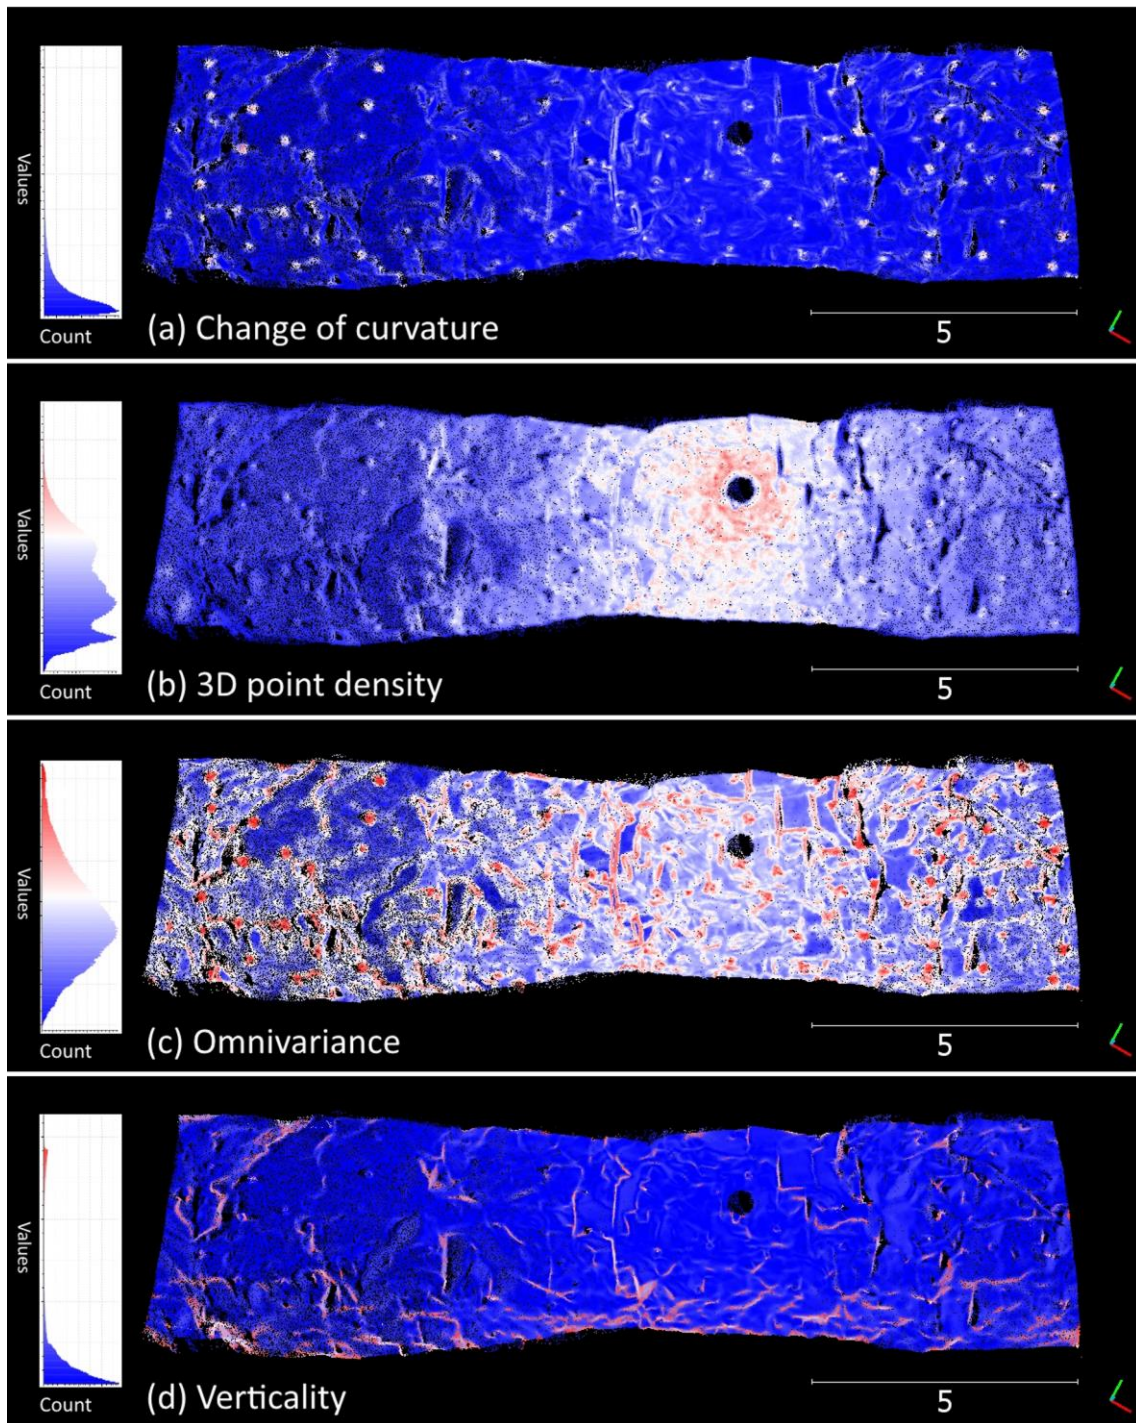 Values
Count
(a) Change of curvature
5
Values
Count
(b) 3D point density
5
Values
Count
(c) Omnivariance
5
Values
Count
(d) Verticality
5